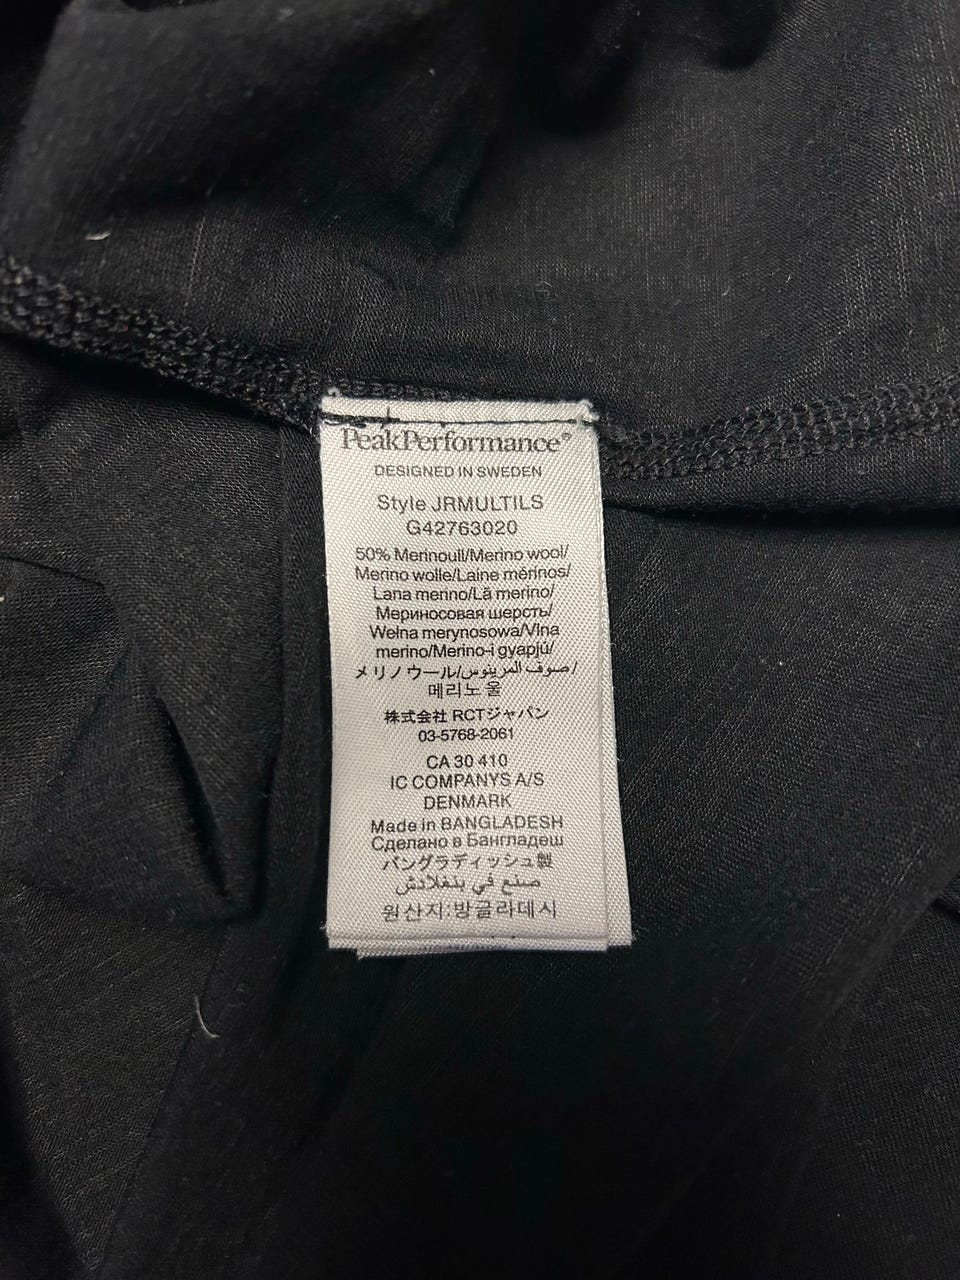 PeakPerformance®
DESIGNED IN SWEDEN
Style JRMULTILS
G42763020
50% Merinoull/Merino wool/
Merino wolle/Laine mérinos/
Lana merino/Lã merino/
Мериносовая шерсть/
Wełna merynosowa/Vlna
merino/Merino-i gyapjú/
メリノウール/صوف المرينوس/
메리노 울
株式会社 RCTジャパン
03-5768-2061
CA 30 410
IC COMPANYS A/S
DENMARK
Made in BANGLADESH
Сделано в Бангладеш
バングラディッシュ製
صنع في بنغلادش
원산지:방글라데시